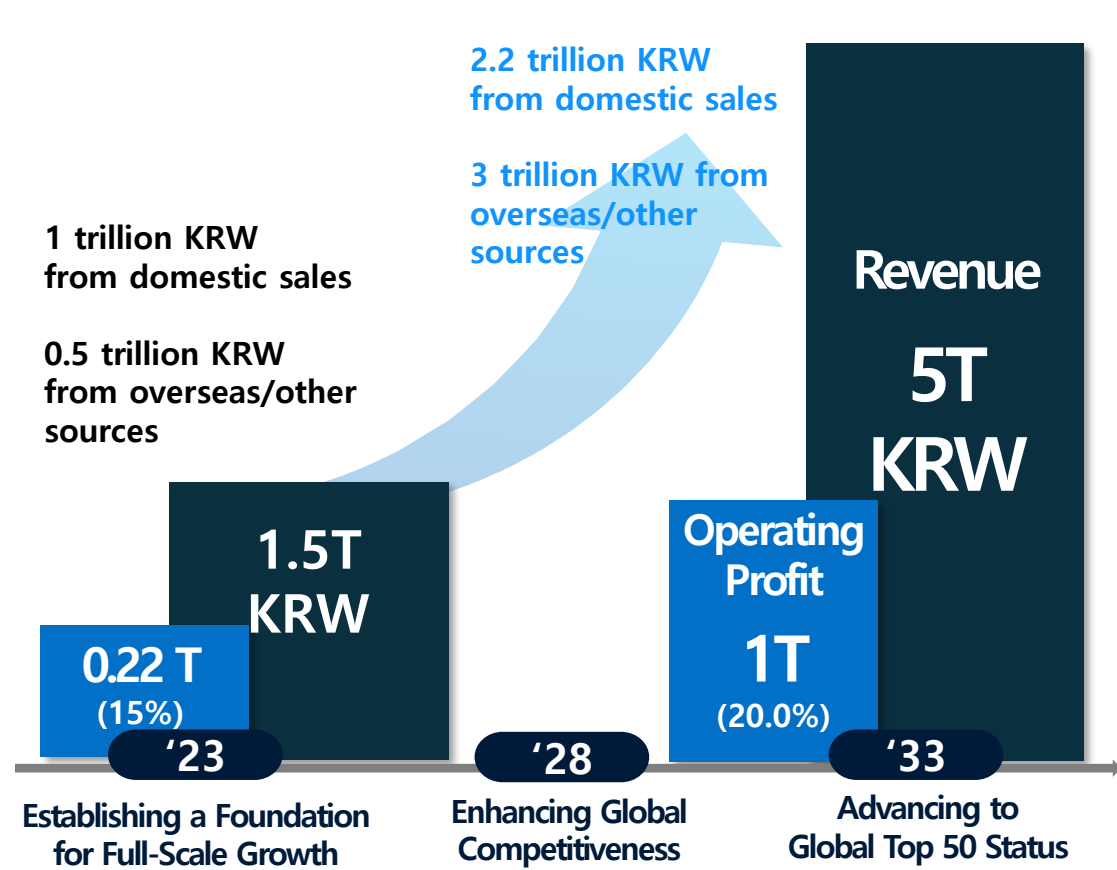 2.2 trillion KRW
from domestic sales
3 trillion KRW from
overseas/other
sources
1 trillion KRW
from domestic sales
0.5 trillion KRW
from overseas/other
sources
Revenue
5T
KRW
1.5T
KRW
Operating
Profit
1T
(20.0%)
0.22 T
(15%)
‘23
‘28
‘33
Establishing a Foundation
for Full-Scale Growth
Enhancing Global
Competitiveness
Advancing to
Global Top 50 Status